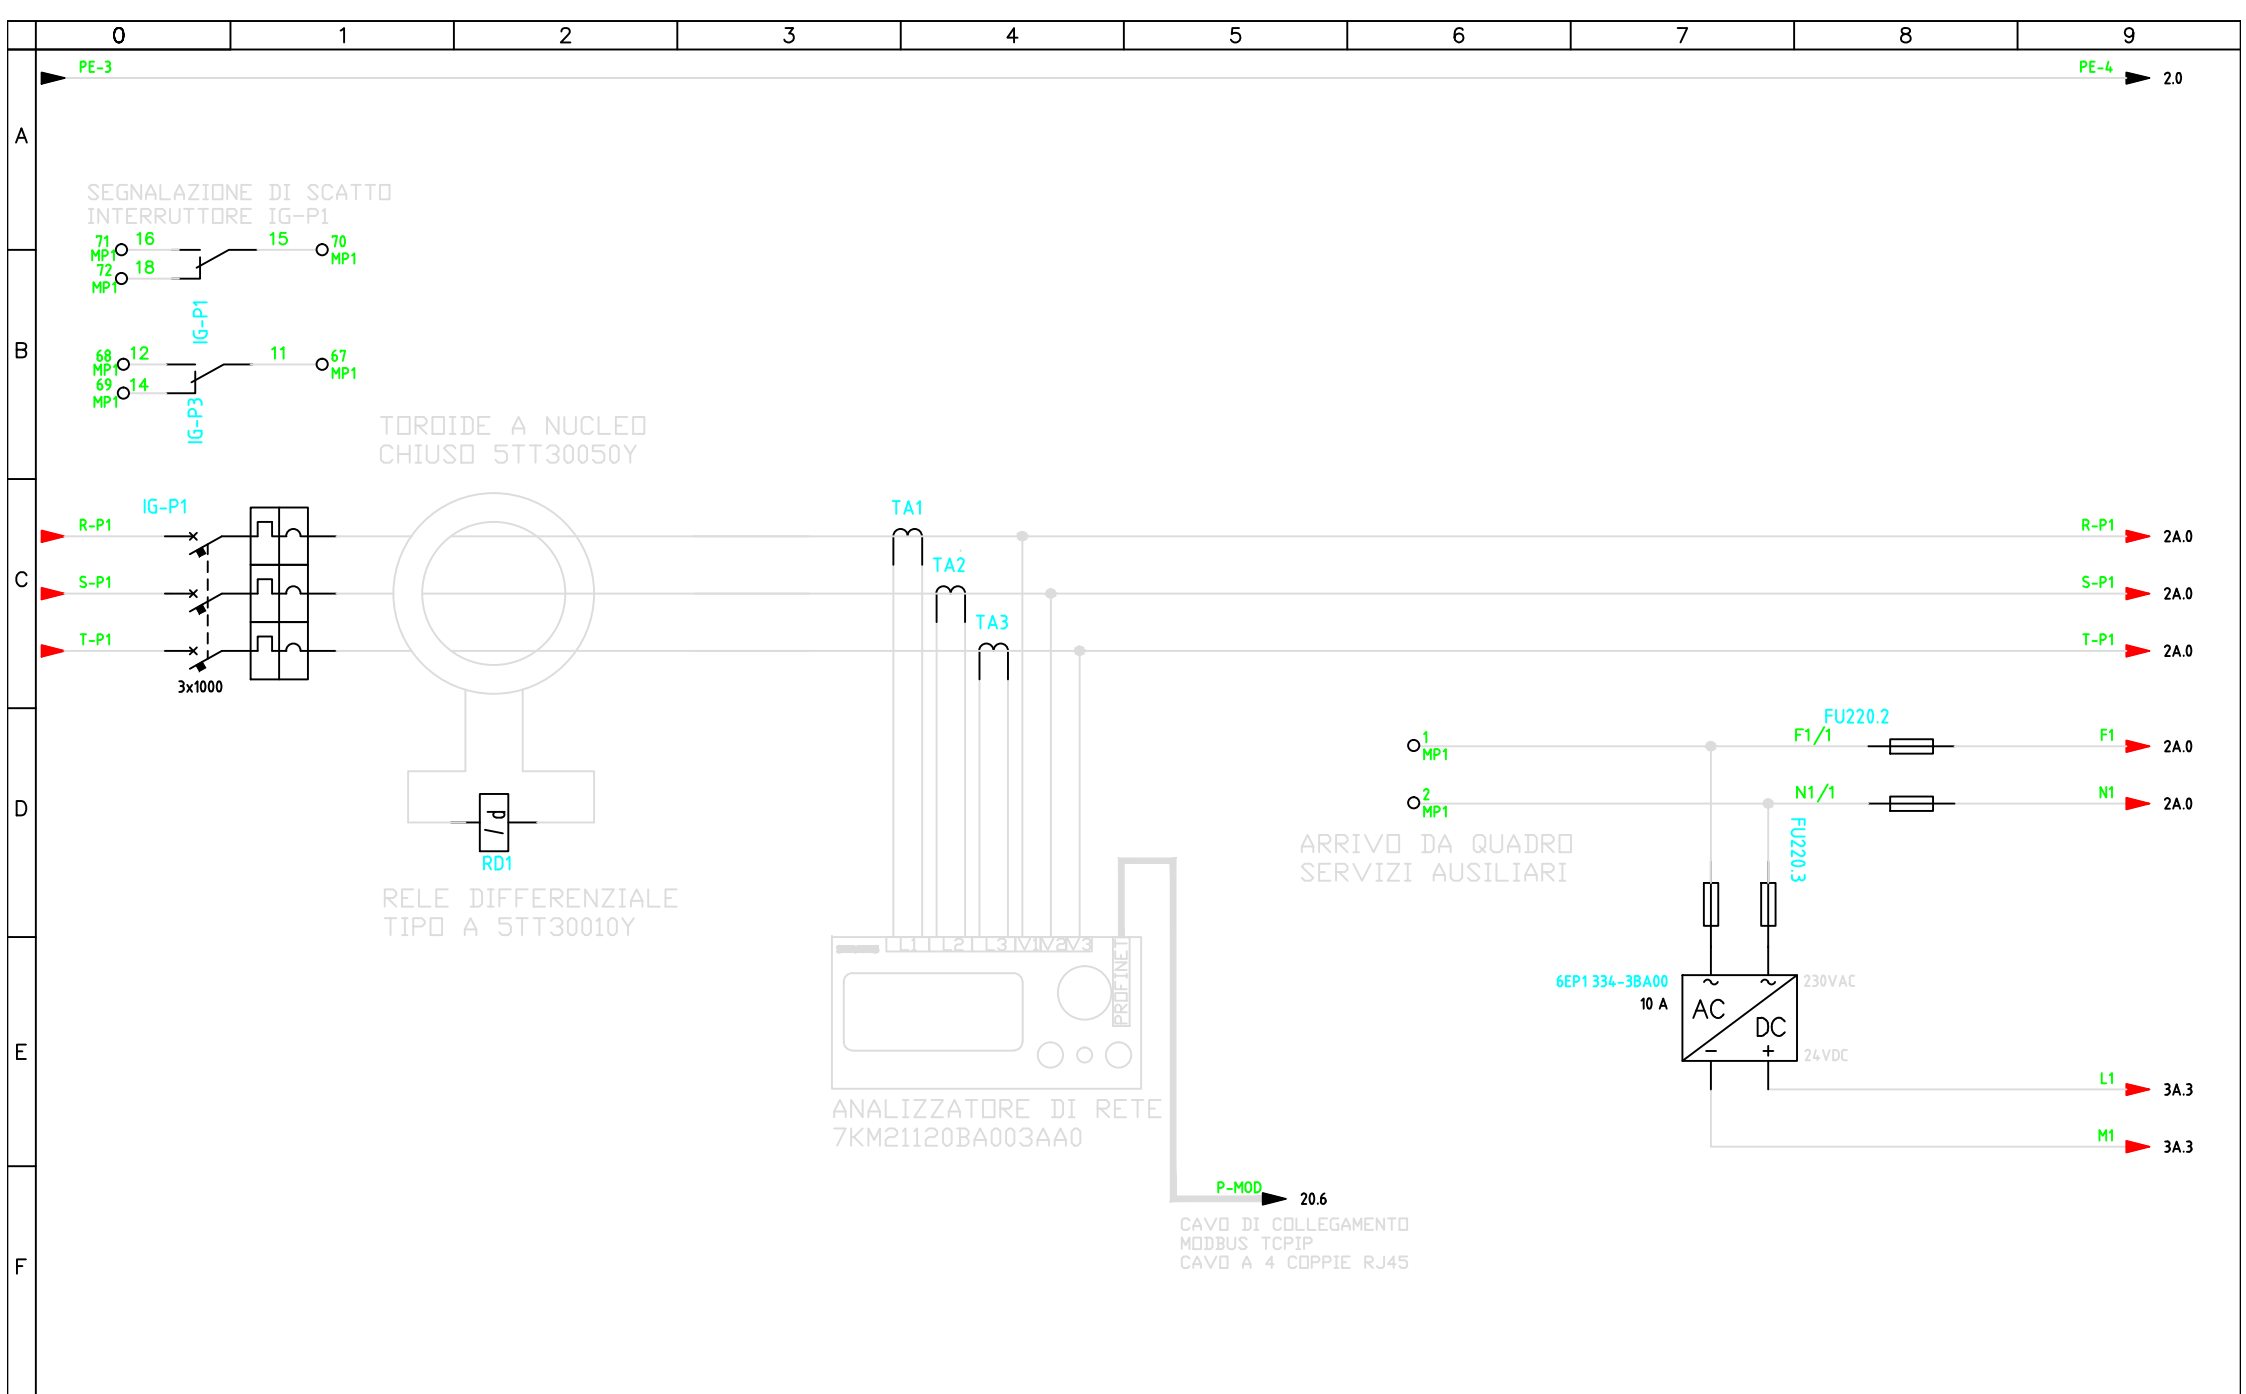 0 1 2 3 4 5 6 7 8 9
PE-3
PE-4
2.0
A
SEGNALAZIONE DI SCATTO
INTERRUTTORE IG-P1
71
MP1
16
15
70
MP1
72
MP1
18
IG-P1
B
68
MP1
12
11
67
MP1
69
MP1
14
IG-P3
TOROIDE A NUCLEO
CHIUSO 5TT30050Y
IG-P1
TA1
R-P1
R-P1
2A.0
C
TA2
S-P1
S-P1
2A.0
TA3
T-P1
T-P1
2A.0
3x1000
FU220.2
1
MP1
F1/1
F1
2A.0
D
2
MP1
N1/1
N1
2A.0
FU220.3
RD1
ARRIVO DA QUADRO
SERVIZI AUSILIARI
RELE DIFFERENZIALE
TIPO A 5TT30010Y
L1 L2 L3 V1 V2 V3
PROFINET
6EP1 334-3BA00
10 A
AC
DC
230VAC
24VDC
E
L1
3A.3
ANALIZZATORE DI RETE
7KM21120BA003AA0
M1
3A.3
P-MOD
20.6
CAVO DI COLLEGAMENTO
MODBUS TCPIP
CAVO A 4 COPPIE RJ45
F